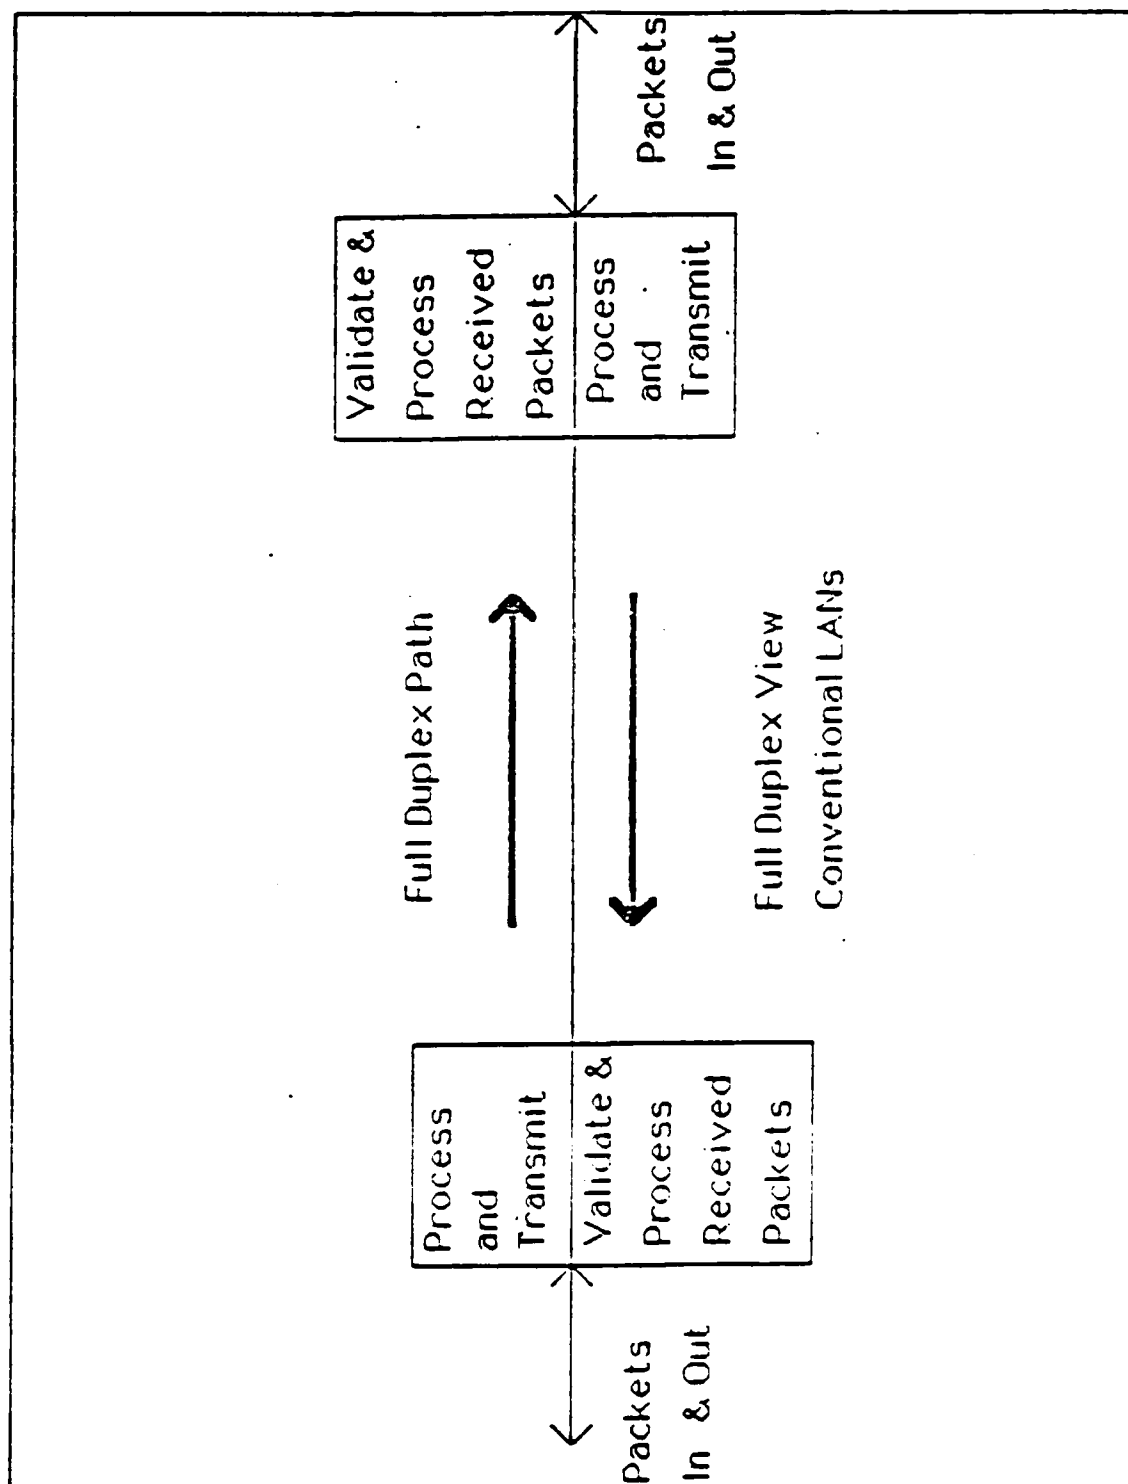 Full Duplex Path
Process
and
Transmit
Validate &
Process
Received
Packets
Packets
In & Out
Validate &
Process
Received
Packets
Process
and
Transmit
Packets
In & Out
Full Duplex View
Conventional LANs